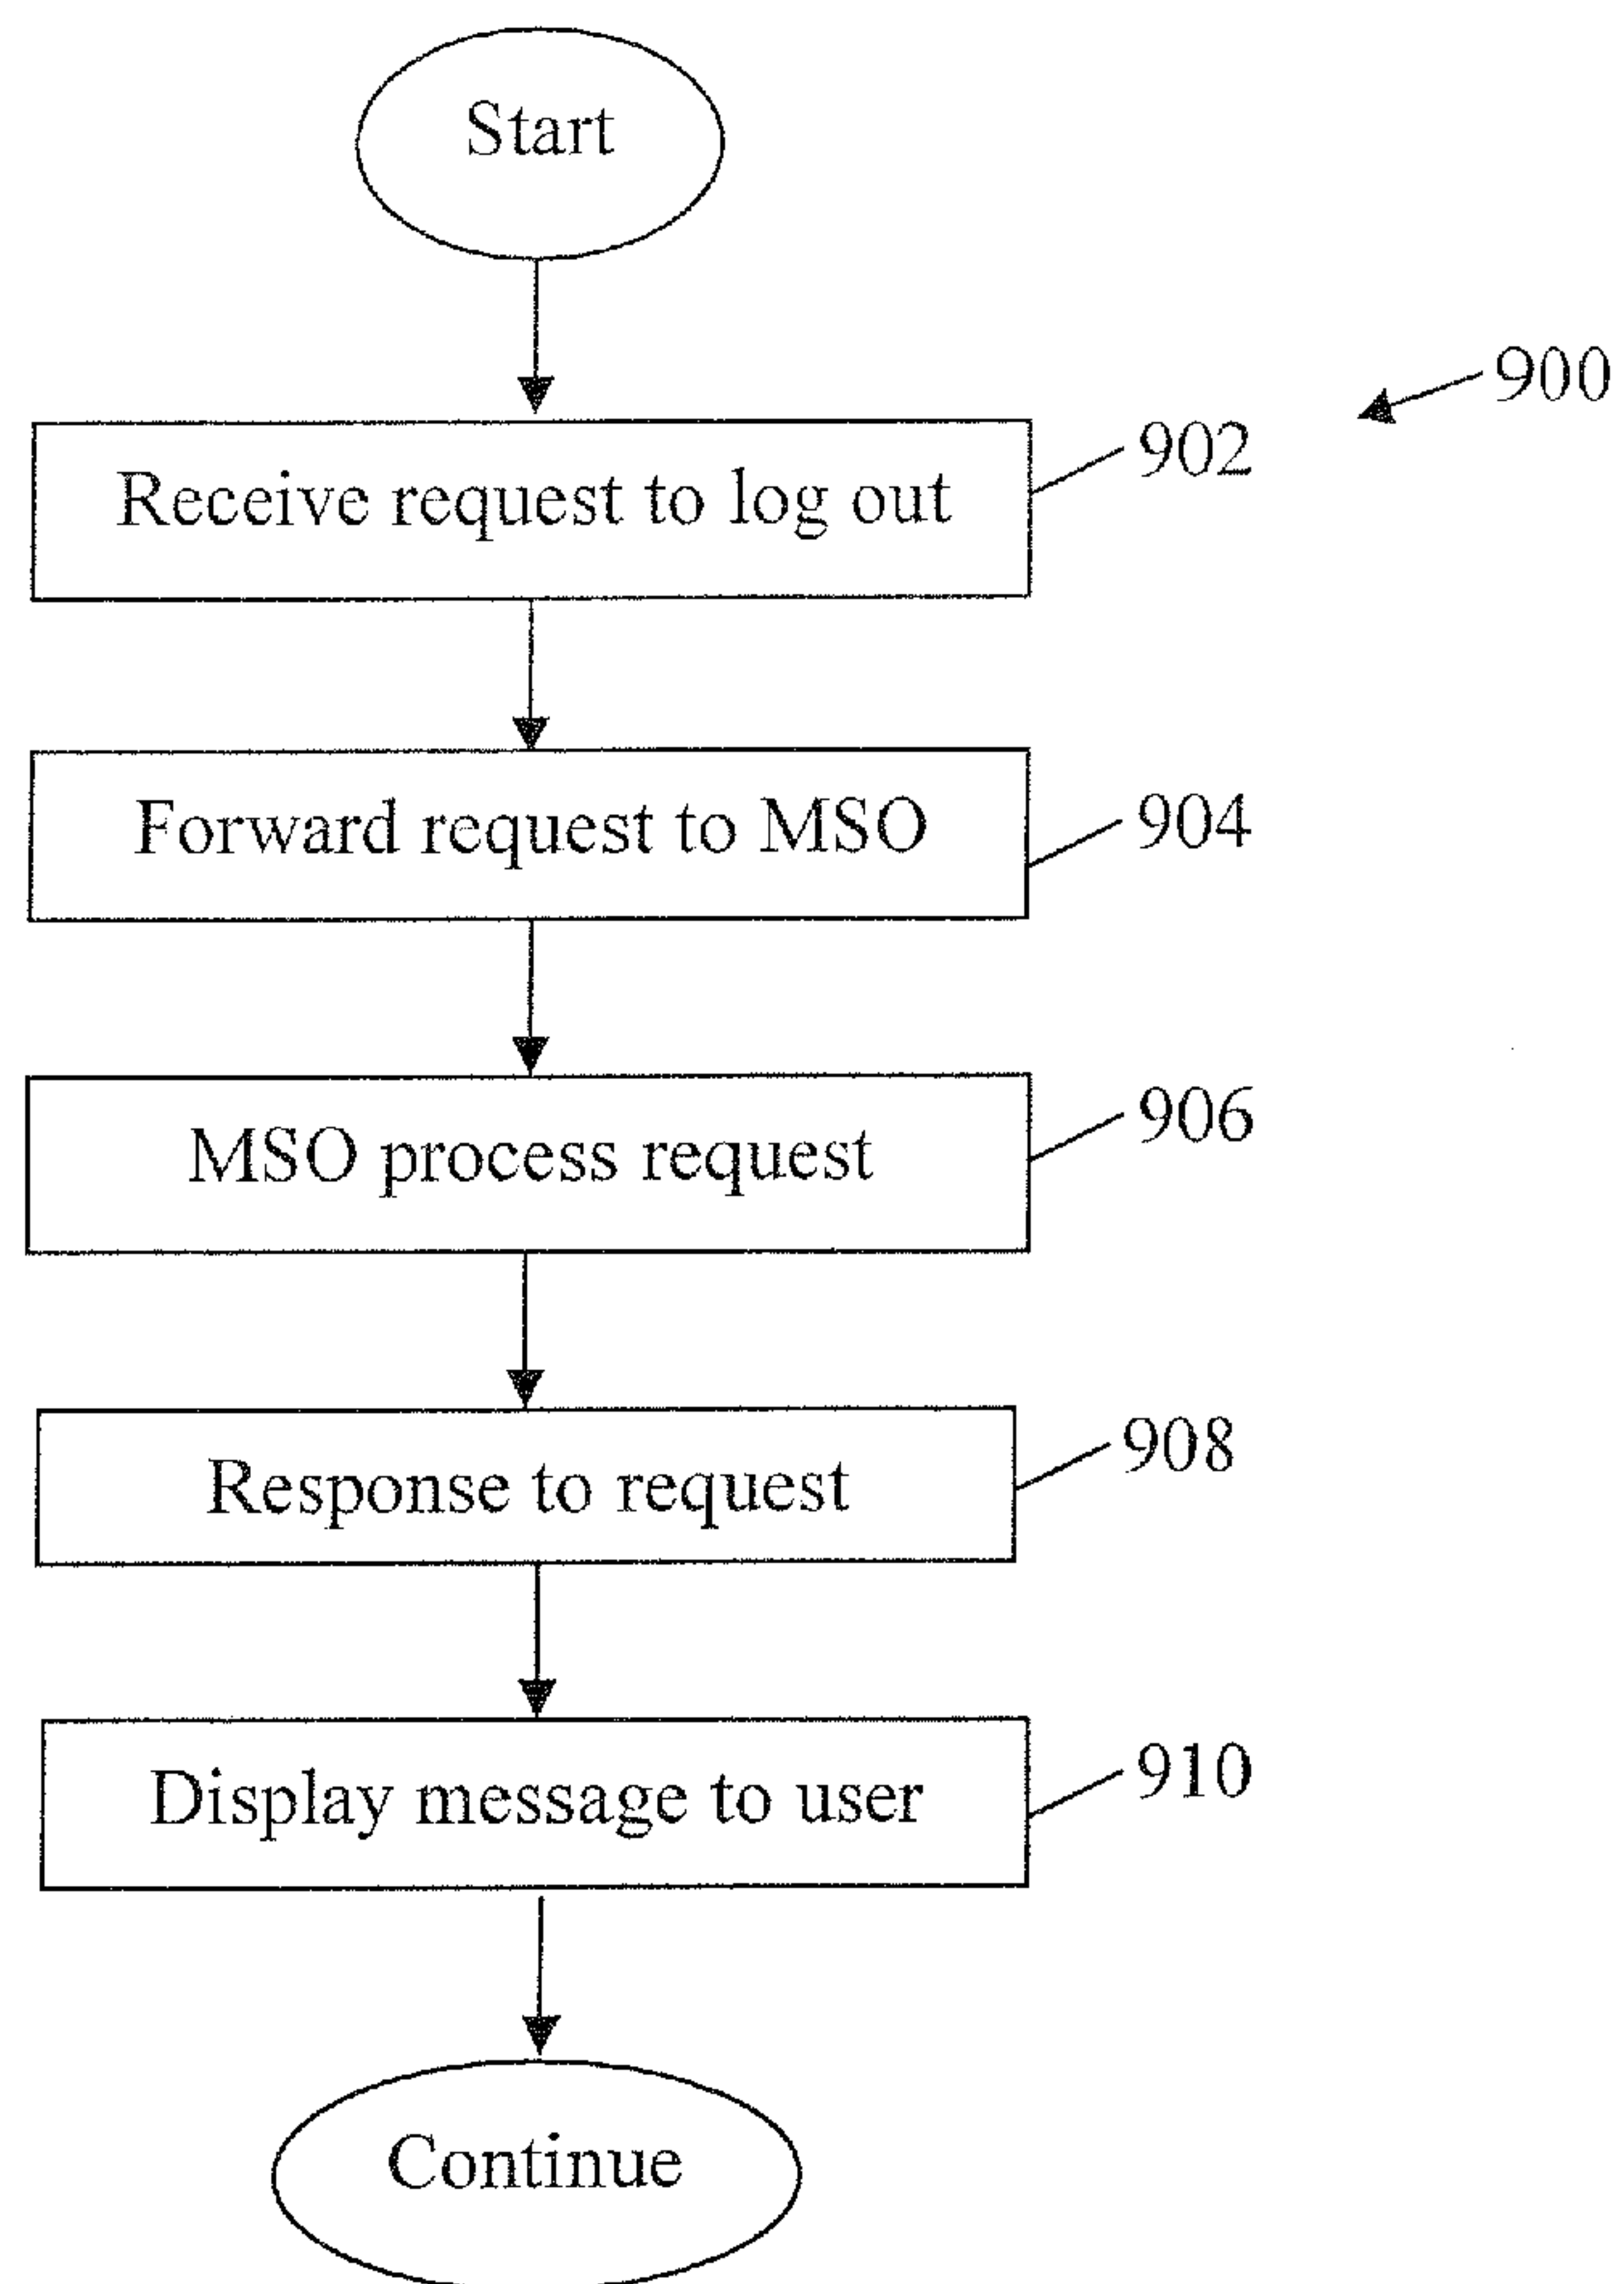 Start
900
Receive request to log out
902
Forward request to MSO
904
MSO process request
906
Response to request
908
Display message to user
910
Continue